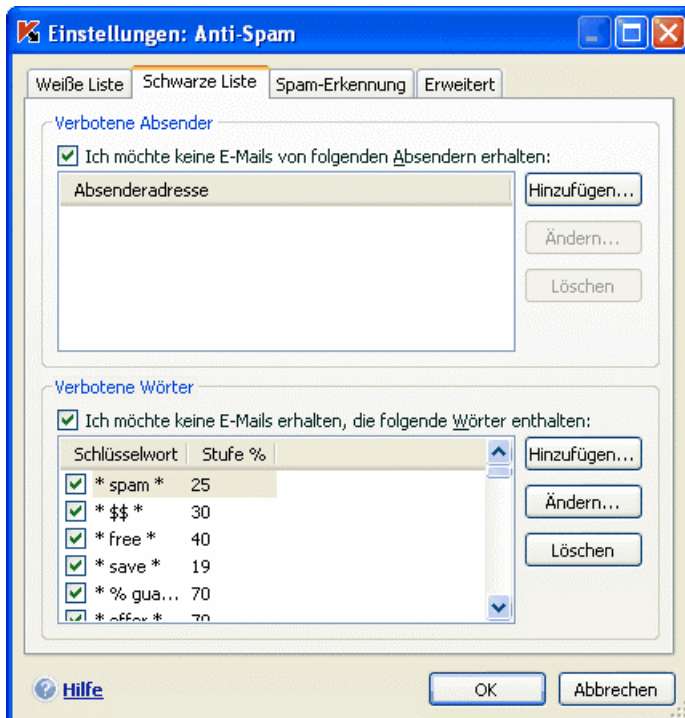 Einstellungen: Anti-Spam
Weiße Liste Schwarze Liste Spam-Erkennung Erweitert
Verbotene Absender
Ich möchte keine E-Mails von folgenden Absendern erhalten:
Absenderadresse
Hinzufügen...
Ändern...
Löschen
Verbotene Wörter
Ich möchte keine E-Mails erhalten, die folgende Wörter enthalten:
Schlüsselwort Stufe %
Hinzufügen...
* spam * 25
* $$ * 30
Ändern...
* free * 40
* save * 19
Löschen
* % gua... 70
* offer * 70
Hilfe OK Abbrechen